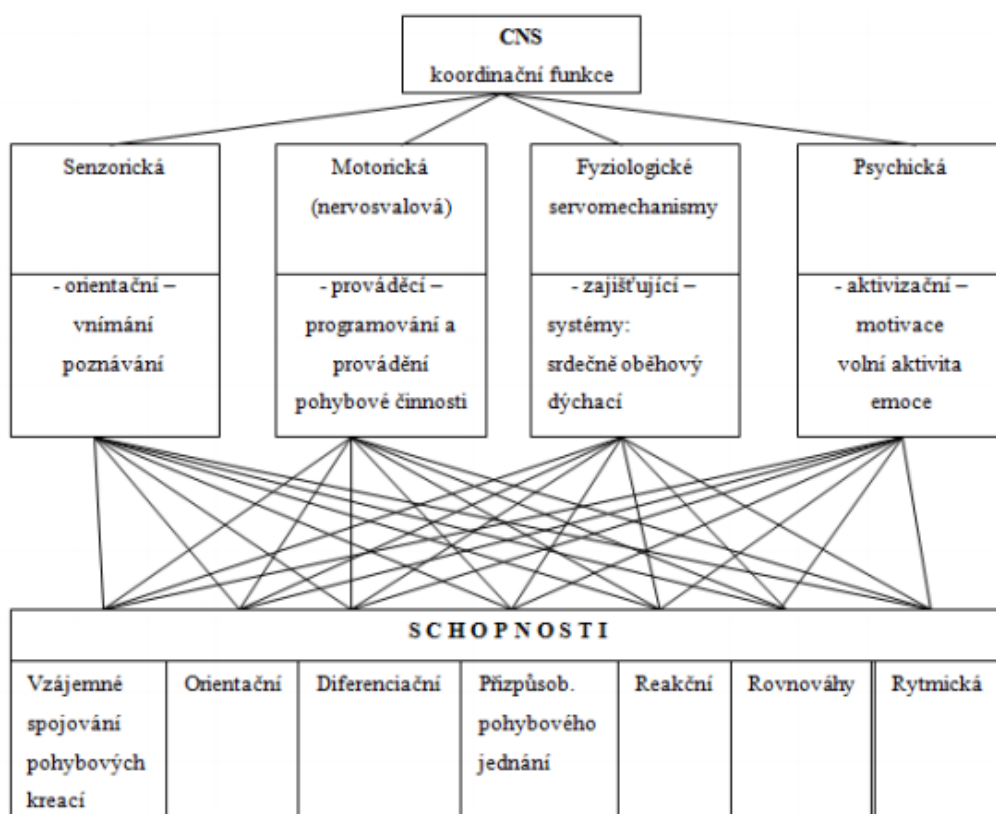 CNS
koordinační funkce
Senzorická
Motorická
(nervosvalová)
Fyziologické
servomechanismy
Psychická
- orientační –
vnímání
poznávání
- prováděcí –
programování a
provádění
pohybové činnosti
- zajišťující –
systémy:
srdečně oběhový
dýchací
- aktivizační –
motivace
volní aktivita
emoce
S C H O P N O S T I
Vzájemné
spojování
pohybových
kreací
Orientační
Diferenciační
Přizpůsob.
pohybového
jednání
Reakční
Rovnováhy
Rytmická